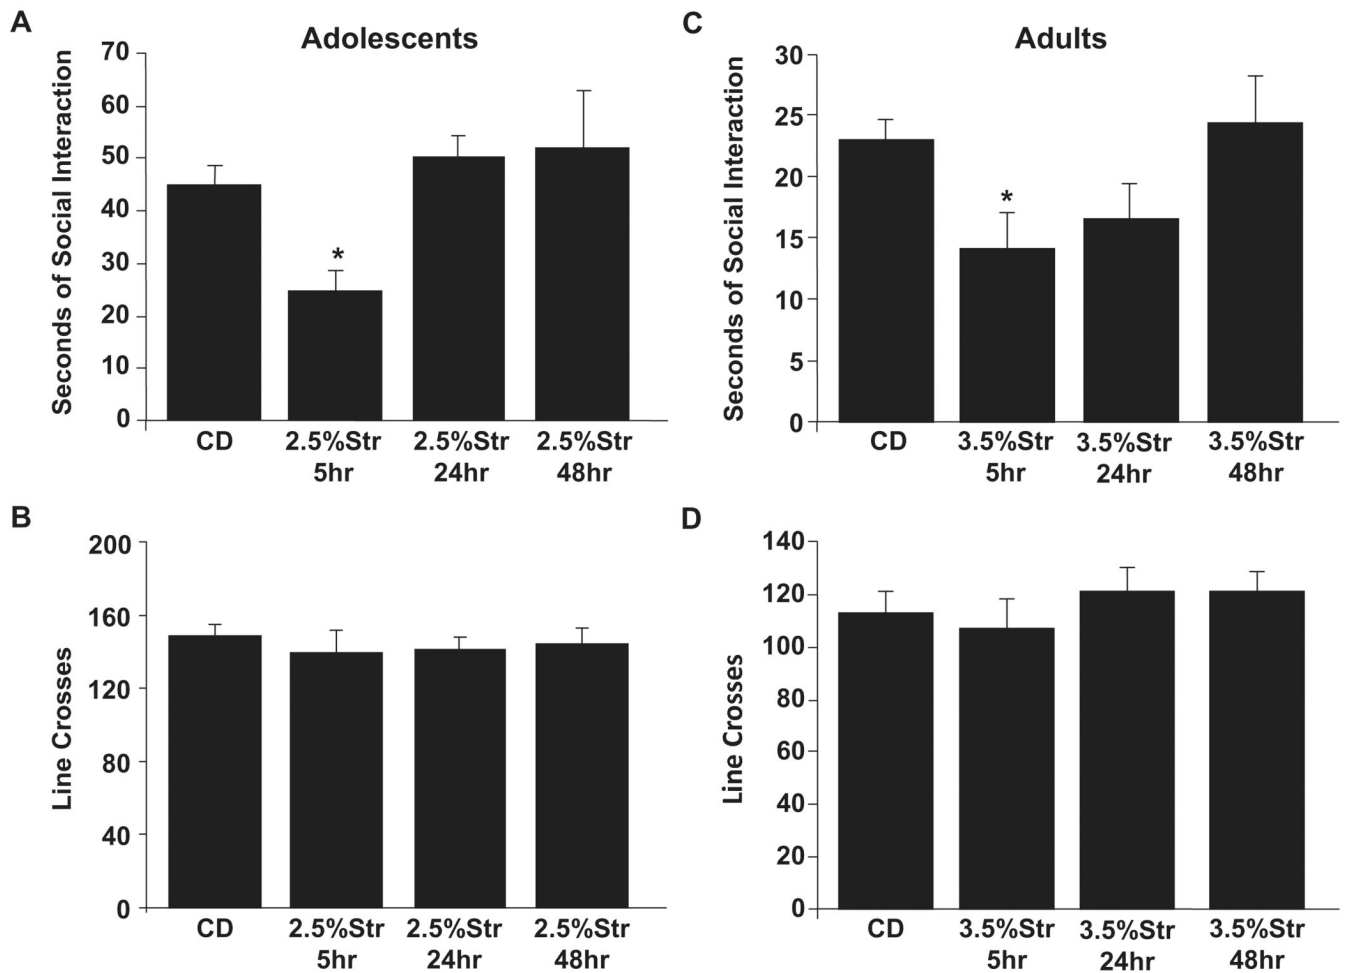 A
Adolescents
Seconds of Social Interaction
70
60
50
40
30
20
10
0
*
CD
2.5%Str
5hr
2.5%Str
24hr
2.5%Str
48hr
C
Adults
Seconds of Social Interaction
30
25
20
15
10
5
0
*
CD
3.5%Str
5hr
3.5%Str
24hr
3.5%Str
48hr
B
Line Crosses
200
160
120
80
40
0
CD
2.5%Str
5hr
2.5%Str
24hr
2.5%Str
48hr
D
Line Crosses
140
120
100
80
60
40
20
0
CD
3.5%Str
5hr
3.5%Str
24hr
3.5%Str
48hr